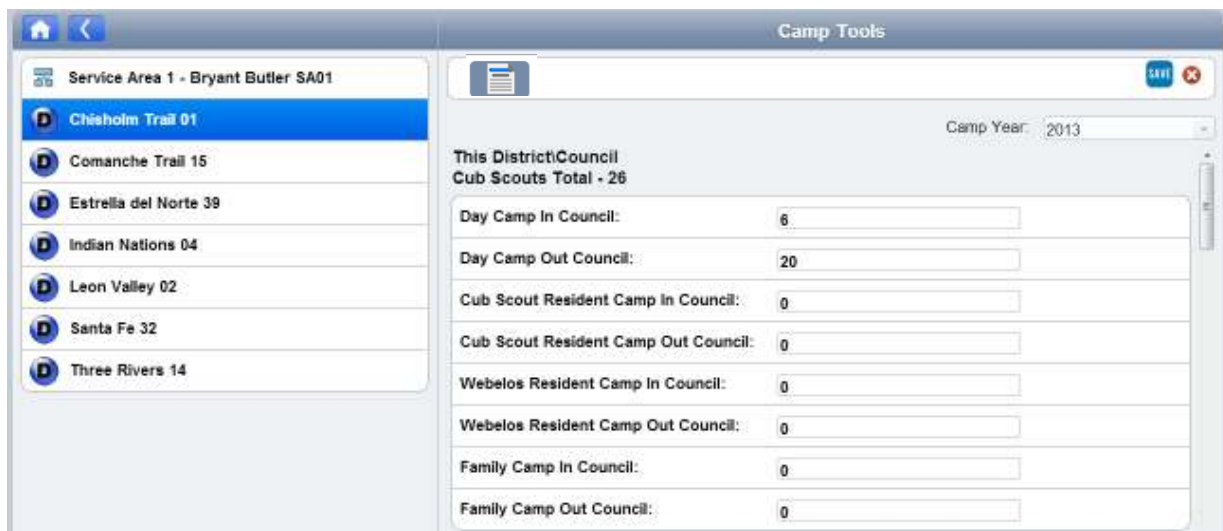 Camp Tools
Service Area 1 - Bryant Butler SA01
D Chisholm Trail 01
D Comanche Trail 15
D Estrella del Norte 39
D Indian Nations 04
D Leon Valley 02
D Santa Fe 32
D Three Rivers 14
SAVE
Camp Year: 2013
This District\Council
Cub Scouts Total - 26
Day Camp In Council: 6
Day Camp Out Council: 20
Cub Scout Resident Camp In Council: 0
Cub Scout Resident Camp Out Council: 0
Webelos Resident Camp In Council: 0
Webelos Resident Camp Out Council: 0
Family Camp In Council: 0
Family Camp Out Council: 0